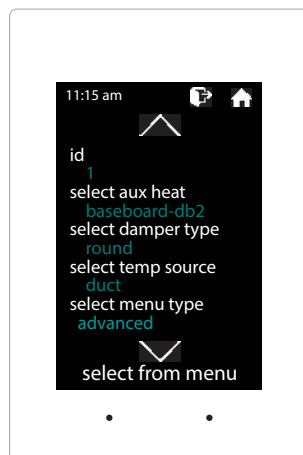 11:15 am
id
1
select aux heat
baseboard-db2
select damper type
round
select temp source
duct
select menu type
advanced
select from menu